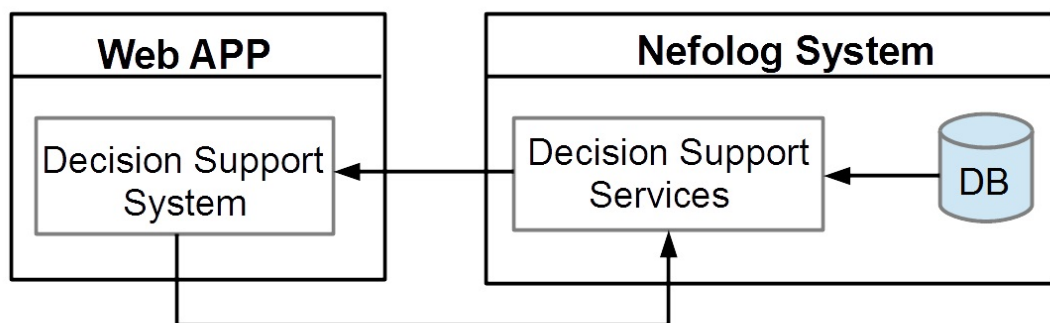 Web APP
Decision Support
System
Nefolog System
Decision Support
Services
DB